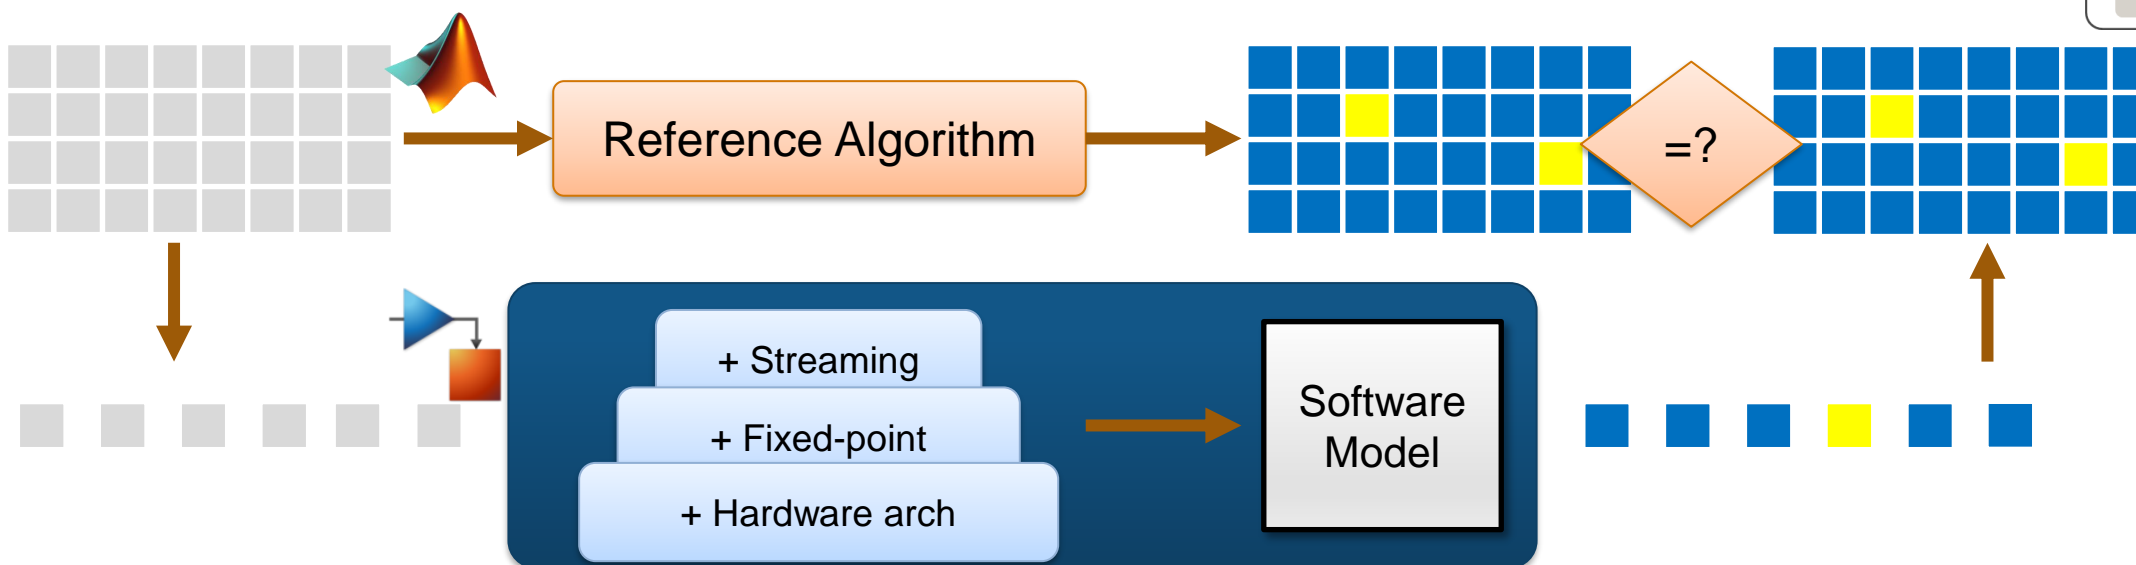 Reference Algorithm
=?
+ Streaming
+ Fixed-point
+ Hardware arch
Software
Model